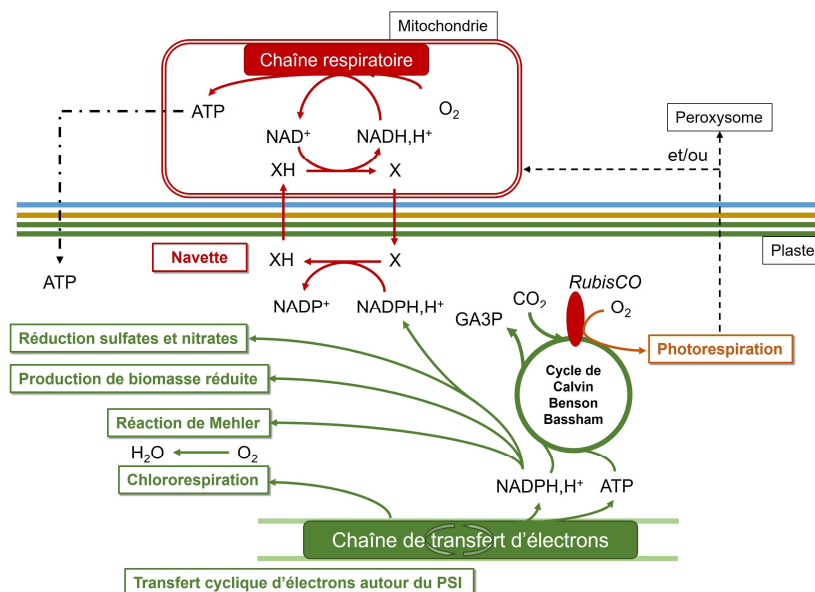 Mitochondrie
Chaîne respiratoire
ATP
O₂
NAD⁺
NADH,H⁺
XH
X
Peroxysome
et/ou
Plaste
Navette
ATP
XH
X
NADP⁺
NADPH,H⁺
RubisCO
CO₂
O₂
GA3P
Photorespiration
Cycle de
Calvin
Benson
Bassham
Réduction sulfates et nitrates
Production de biomasse réduite
Réaction de Mehler
H₂O
O₂
Chlororespiration
NADPH,H⁺
ATP
Chaîne de transfert d'électrons
Transfert cyclique d'électrons autour du PSI